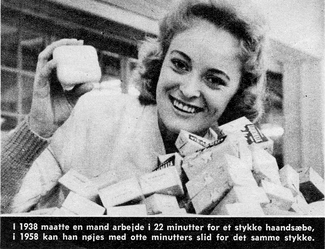 I 1938 maatte en mand arbejde i 22 minutter for et stykke haandsæbe,
i 1958 kan han nøjes med otte minutters slid for det samme stykke.